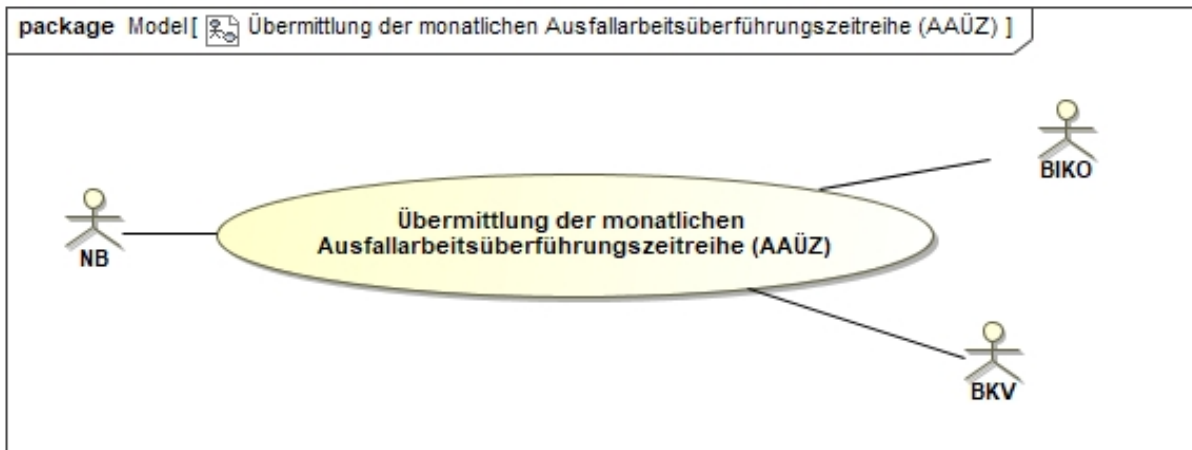 package Model[ Übermittlung der monatlichen Ausfallarbeitsüberführungszeitreihe (AAÜZ) ]
BIKO
Übermittlung der monatlichen
Ausfallarbeitsüberführungszeitreihe (AAÜZ)
NB
BKV